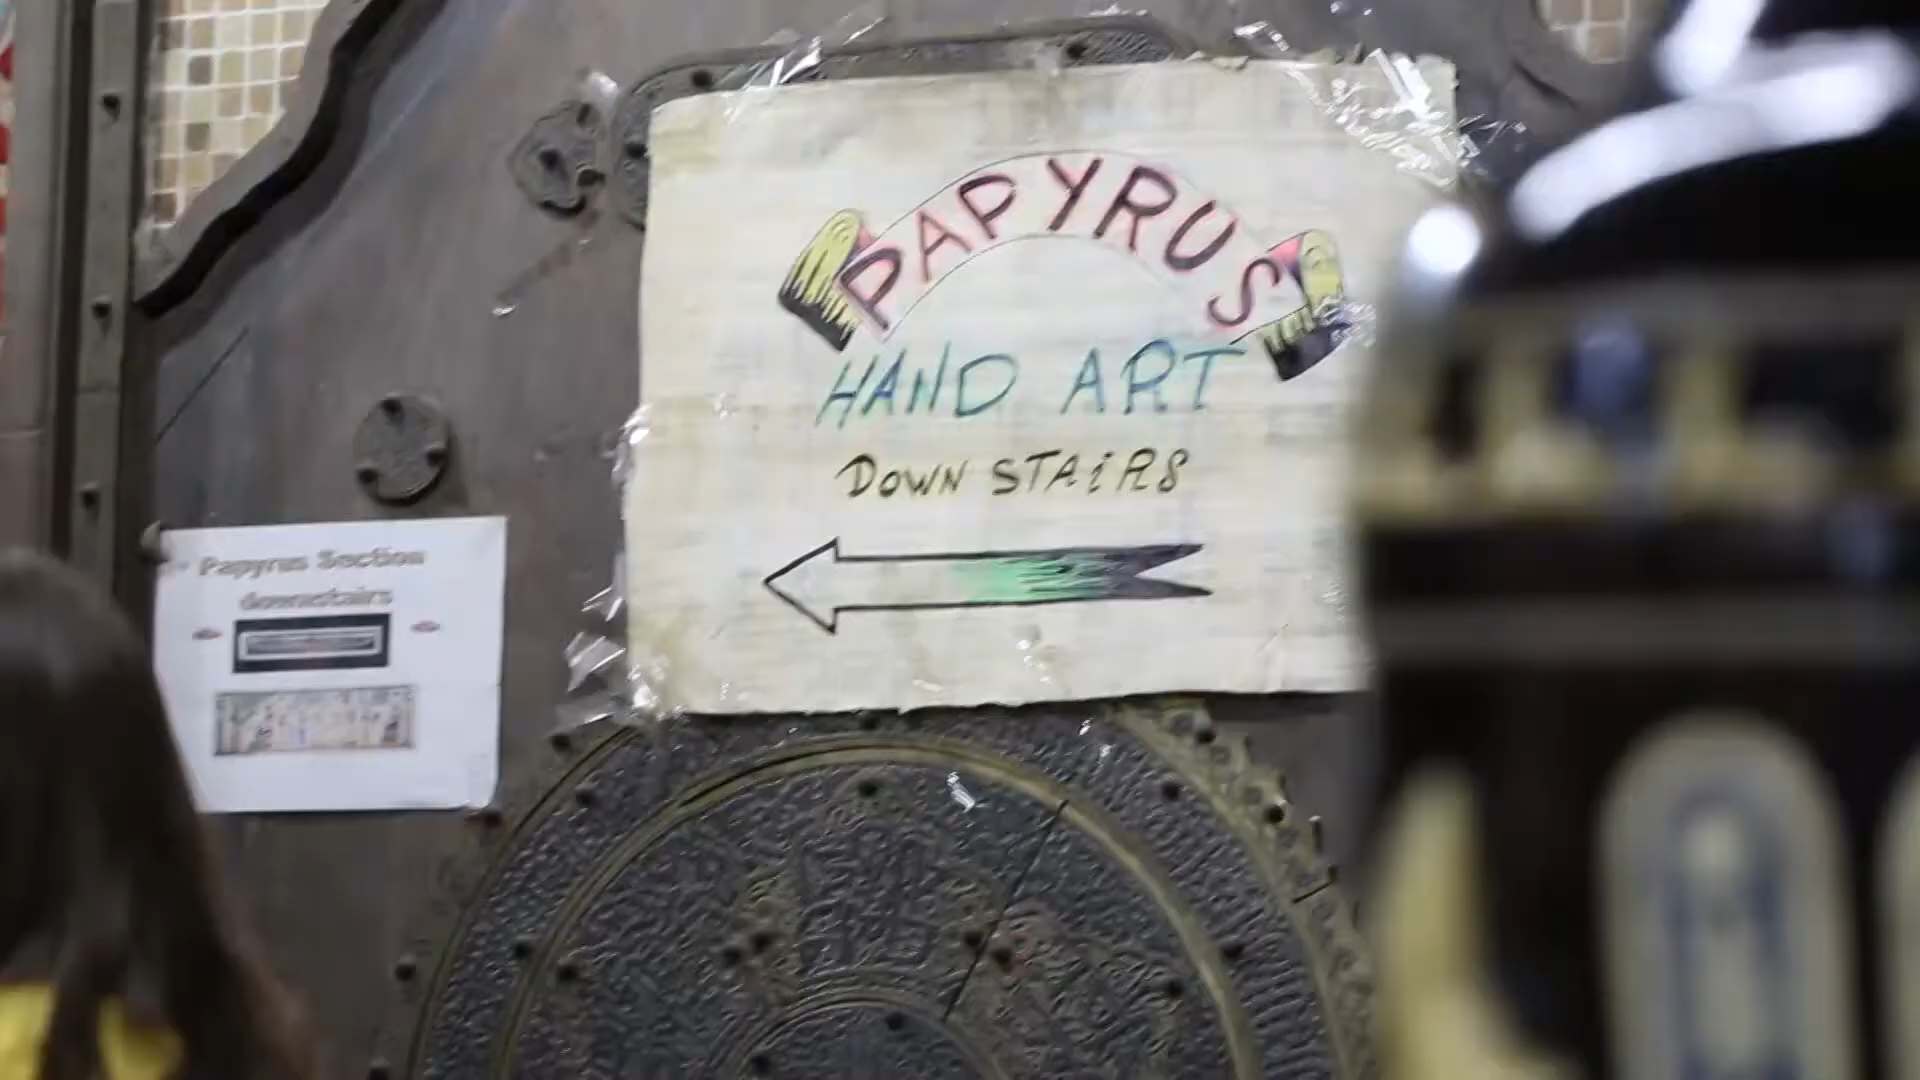 PAPYRUS
HAND ART
DOWN STAiRS
Papyrus Section
downstairs